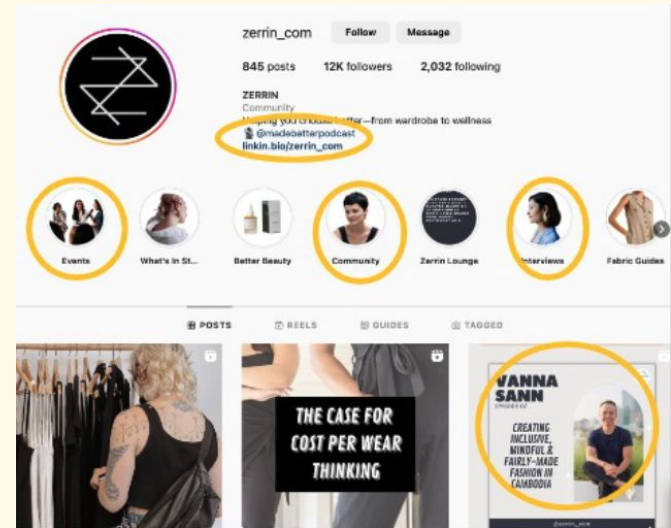 zerrin_com Follow Message
845 posts 12K followers 2,032 following
ZERRIN
Community
Helping you choose better—from wardrobe to wellness
@madebetterpodcast
linkin.bio/zerrin_com
Events What's In St... Better Beauty Community Zerrin Lounge Interviews Fabric Guides
POSTS REELS GUIDES TAGGED
THE CASE FOR
COST PER WEAR
THINKING
VANNA
SANN
CREATING
INCLUSIVE,
MINDFUL &
FAIRLY-MADE
FASHION IN
CAMBODIA
@zerrin_com